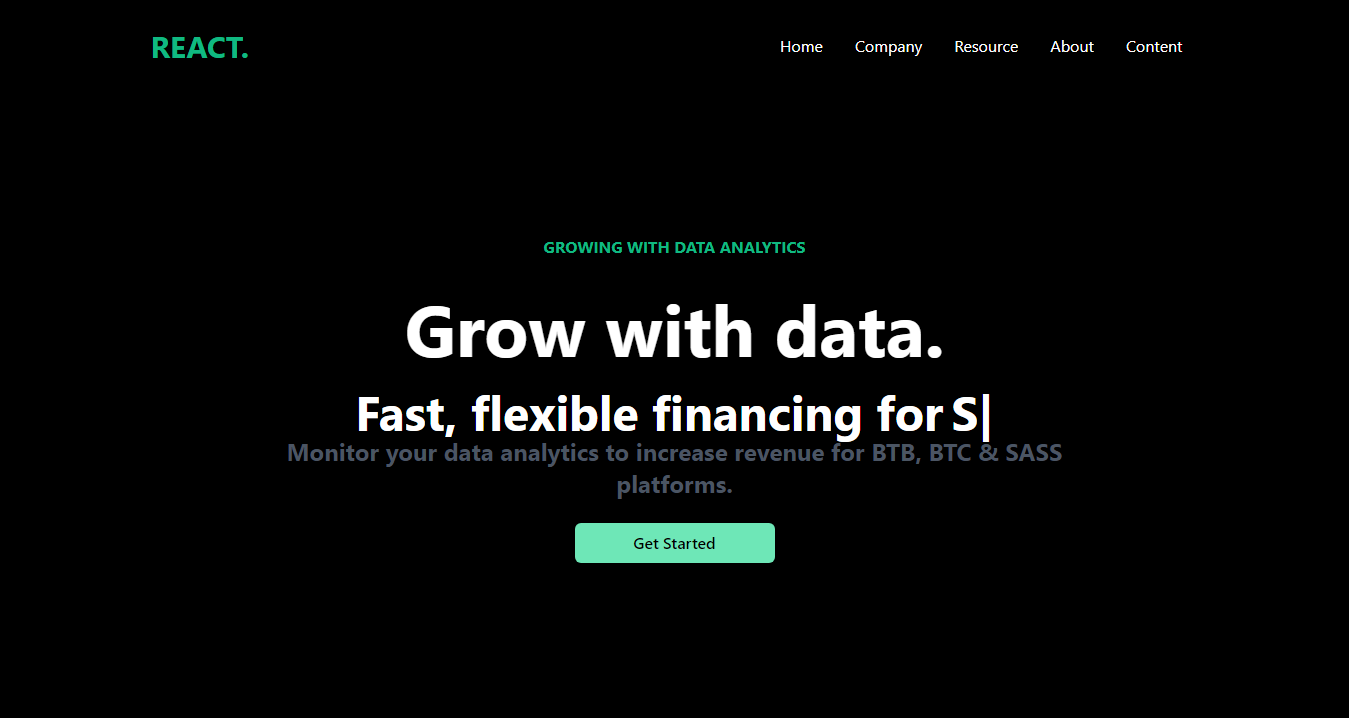 REACT.
Home Company Resource About Content
GROWING WITH DATA ANALYTICS
Grow with data.
Fast, flexible financing for S|
Monitor your data analytics to increase revenue for BTB, BTC & SASS
platforms.
Get Started